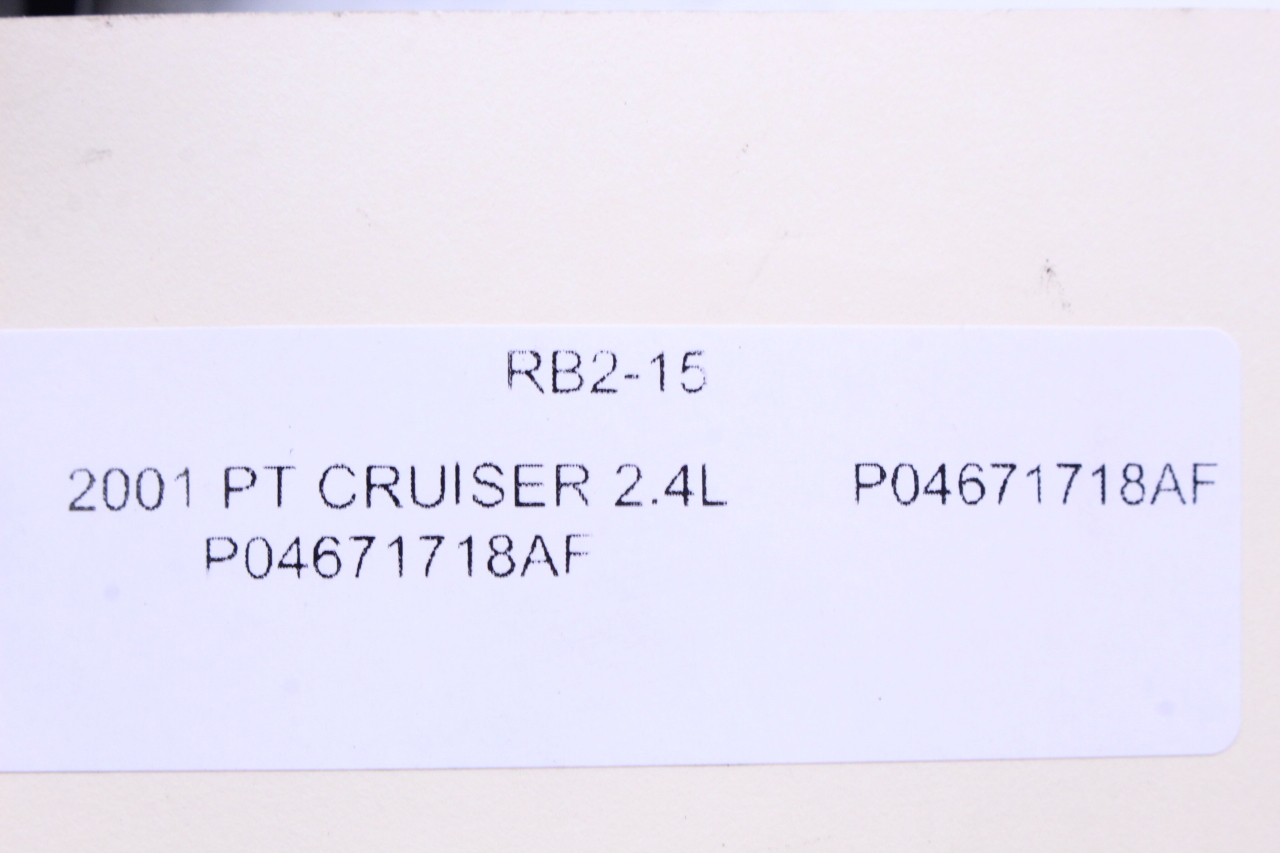 RB2-15
2001 PT CRUISER 2.4L P04671718AF
P04671718AF